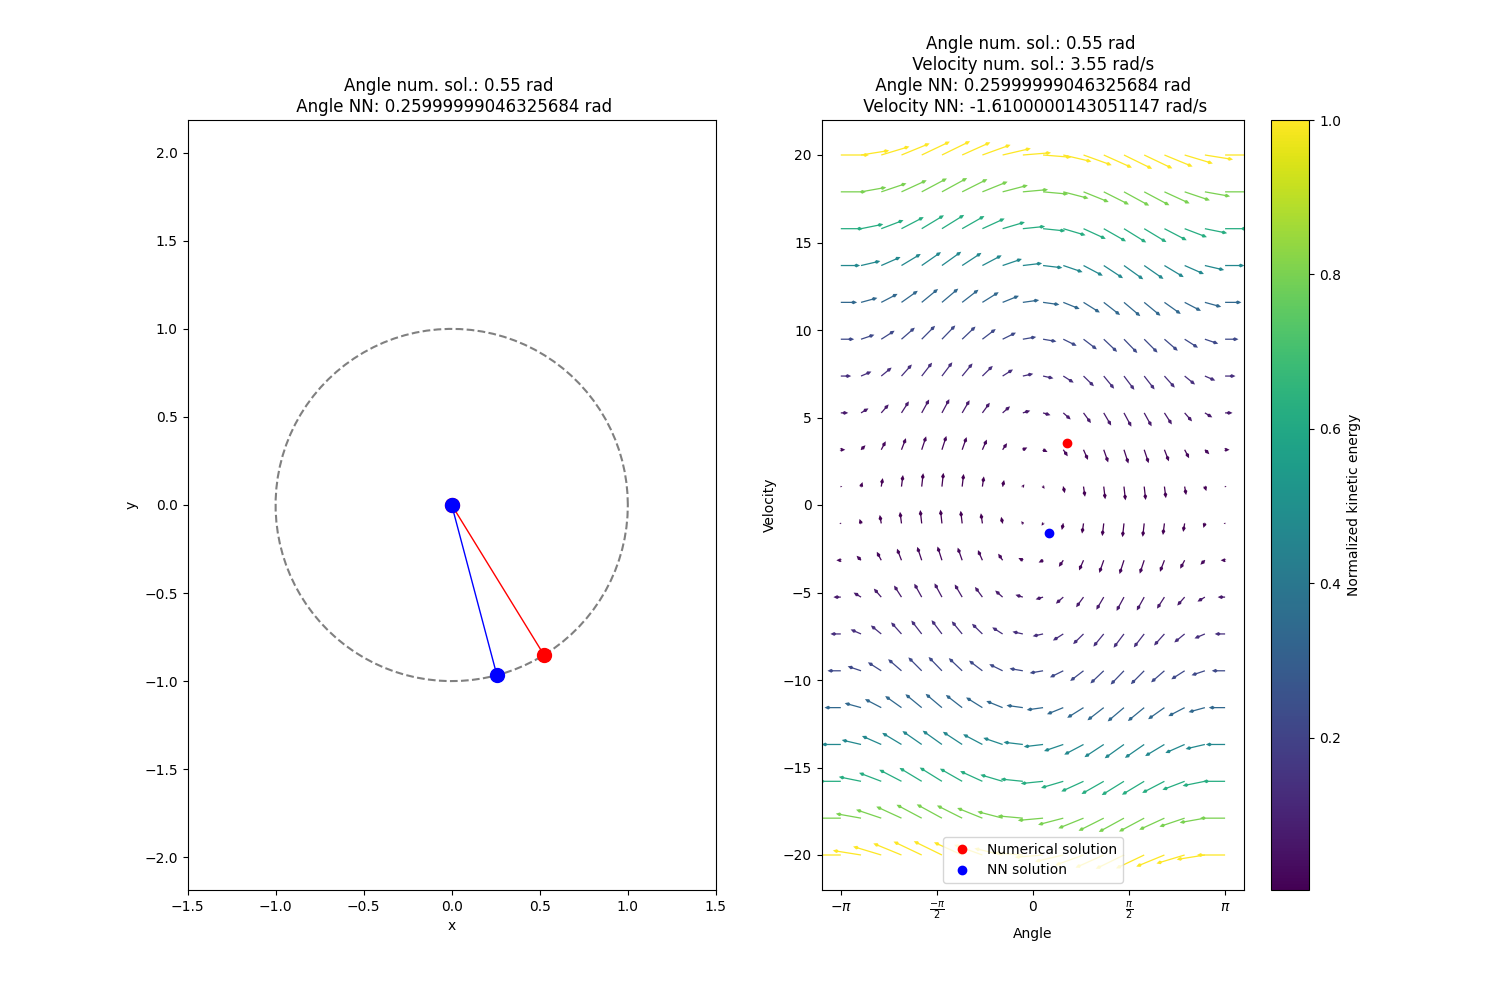 Angle num. sol.: 0.55 rad
Angle NN: 0.25999999046325684 rad
2.0
1.5
1.0
0.5
0.0
−0.5
−1.0
−1.5
−2.0
y
−1.5 −1.0 −0.5 0.0 0.5 1.0 1.5
x
Angle num. sol.: 0.55 rad
Velocity num. sol.: 3.55 rad/s
Angle NN: 0.25999999046325684 rad
Velocity NN: -1.6100000143051147 rad/s
20
15
10
5
0
−5
−10
−15
−20
Velocity
Numerical solution
NN solution
−π −π/2 0 π/2 π
Angle
1.0
0.8
0.6
0.4
0.2
Normalized kinetic energy